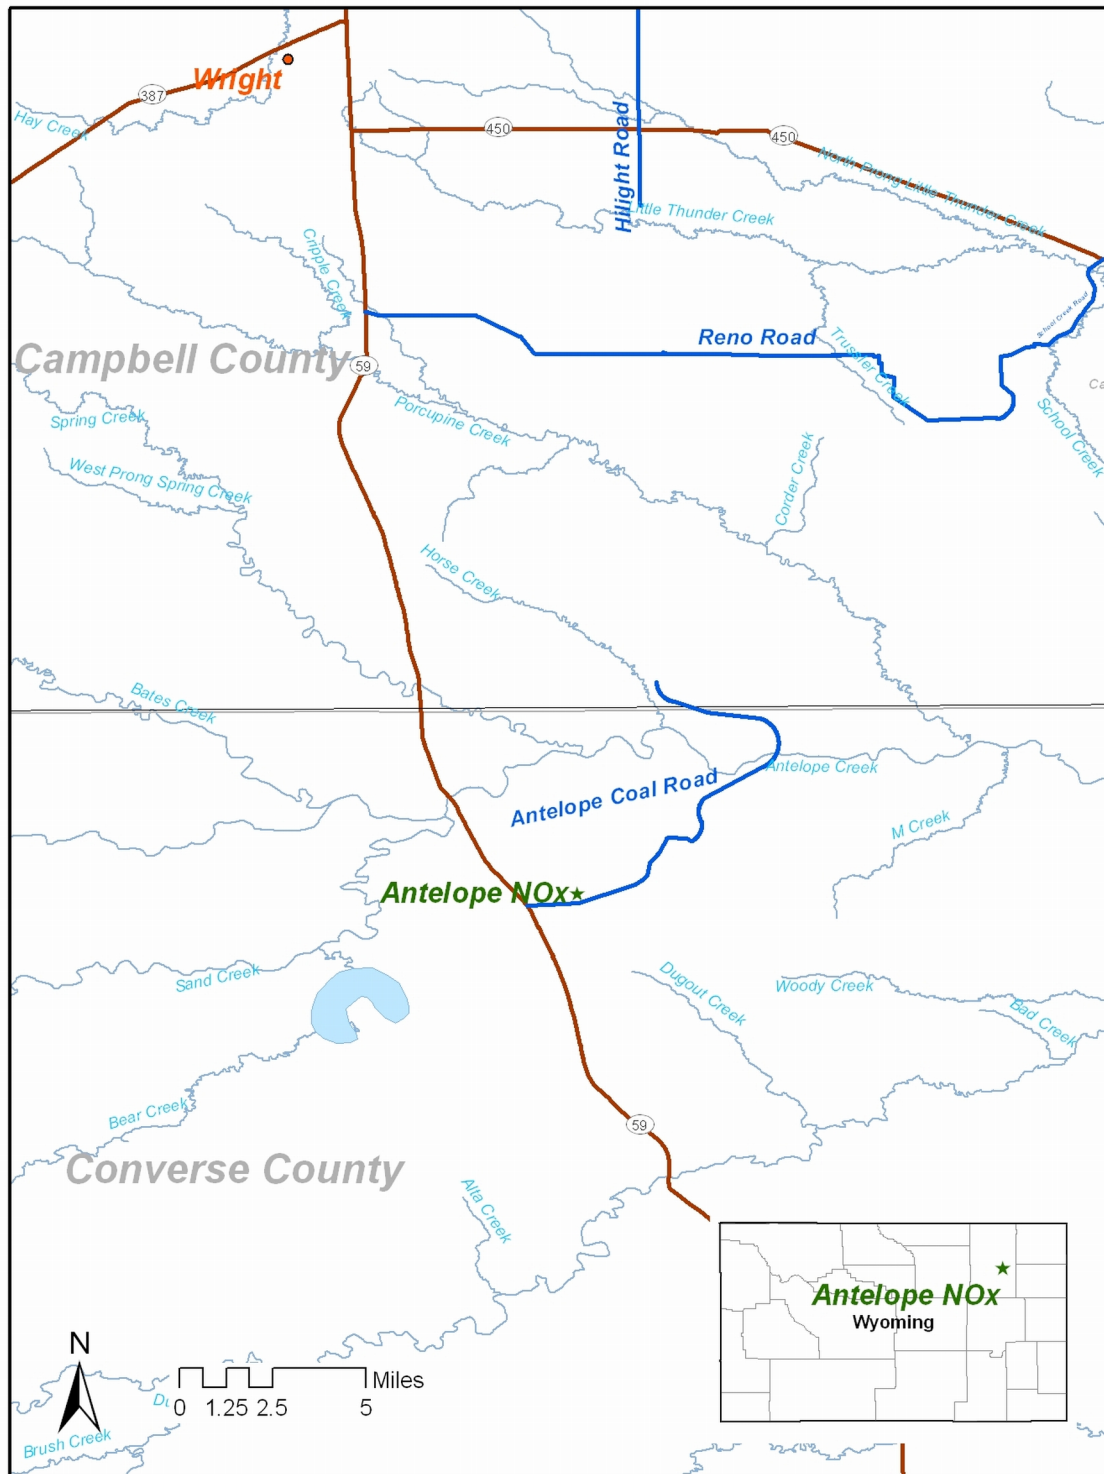 Wright
387
Hay Creek
450
450
Hilight Road
North Prong Little Thunder Creek
Little Thunder Creek
Cripple Creek
School Creek Road
Reno Road
Trussler Creek
Campbell County
59
Ca
Spring Creek
Porcupine Creek
School Creek
West Prong Spring Creek
Corder Creek
Horse Creek
Bates Creek
Antelope Creek
Antelope Coal Road
M Creek
Antelope NOx
Sand Creek
Dugout Creek
Woody Creek
Bad Creek
Bear Creek
59
Converse County
Alta Creek
Antelope NOx
Wyoming
N
Miles
0 1.25 2.5 5
Brush Creek